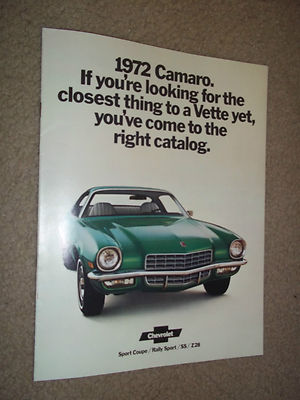 1972 Camaro.
If you're looking for the
closest thing to a Vette yet,
you've come to the
right catalog.
Chevrolet
Sport Coupe / Rally Sport / SS / Z28